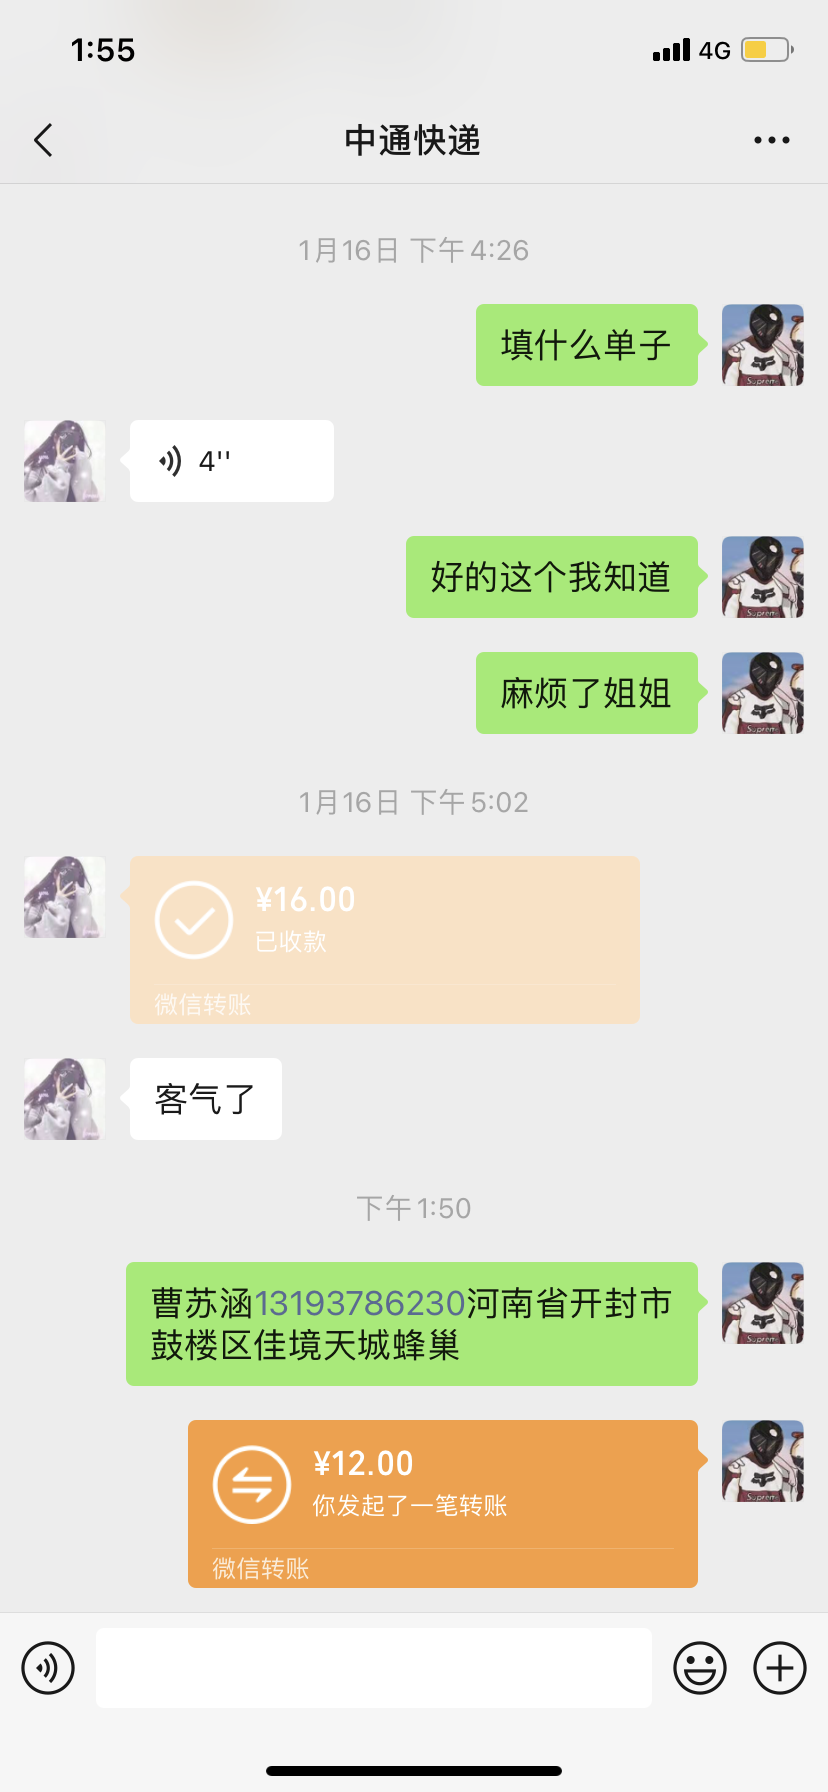 1:55
4G
中通快递
1月16日 下午4:26
填什么单子
4''
好的这个我知道
麻烦了姐姐
1月16日 下午5:02
¥16.00
已收款
微信转账
客气了
下午1:50
曹苏涵13193786230河南省开封市
鼓楼区佳境天城蜂巢
¥12.00
你发起了一笔转账
微信转账